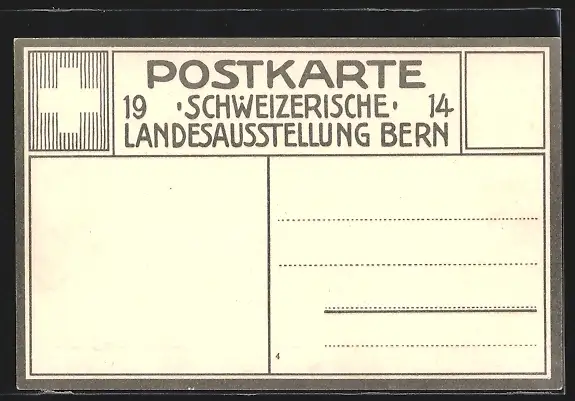 POSTKARTE
19 · SCHWEIZERISCHE · 14
LANDESAUSSTELLUNG BERN
4